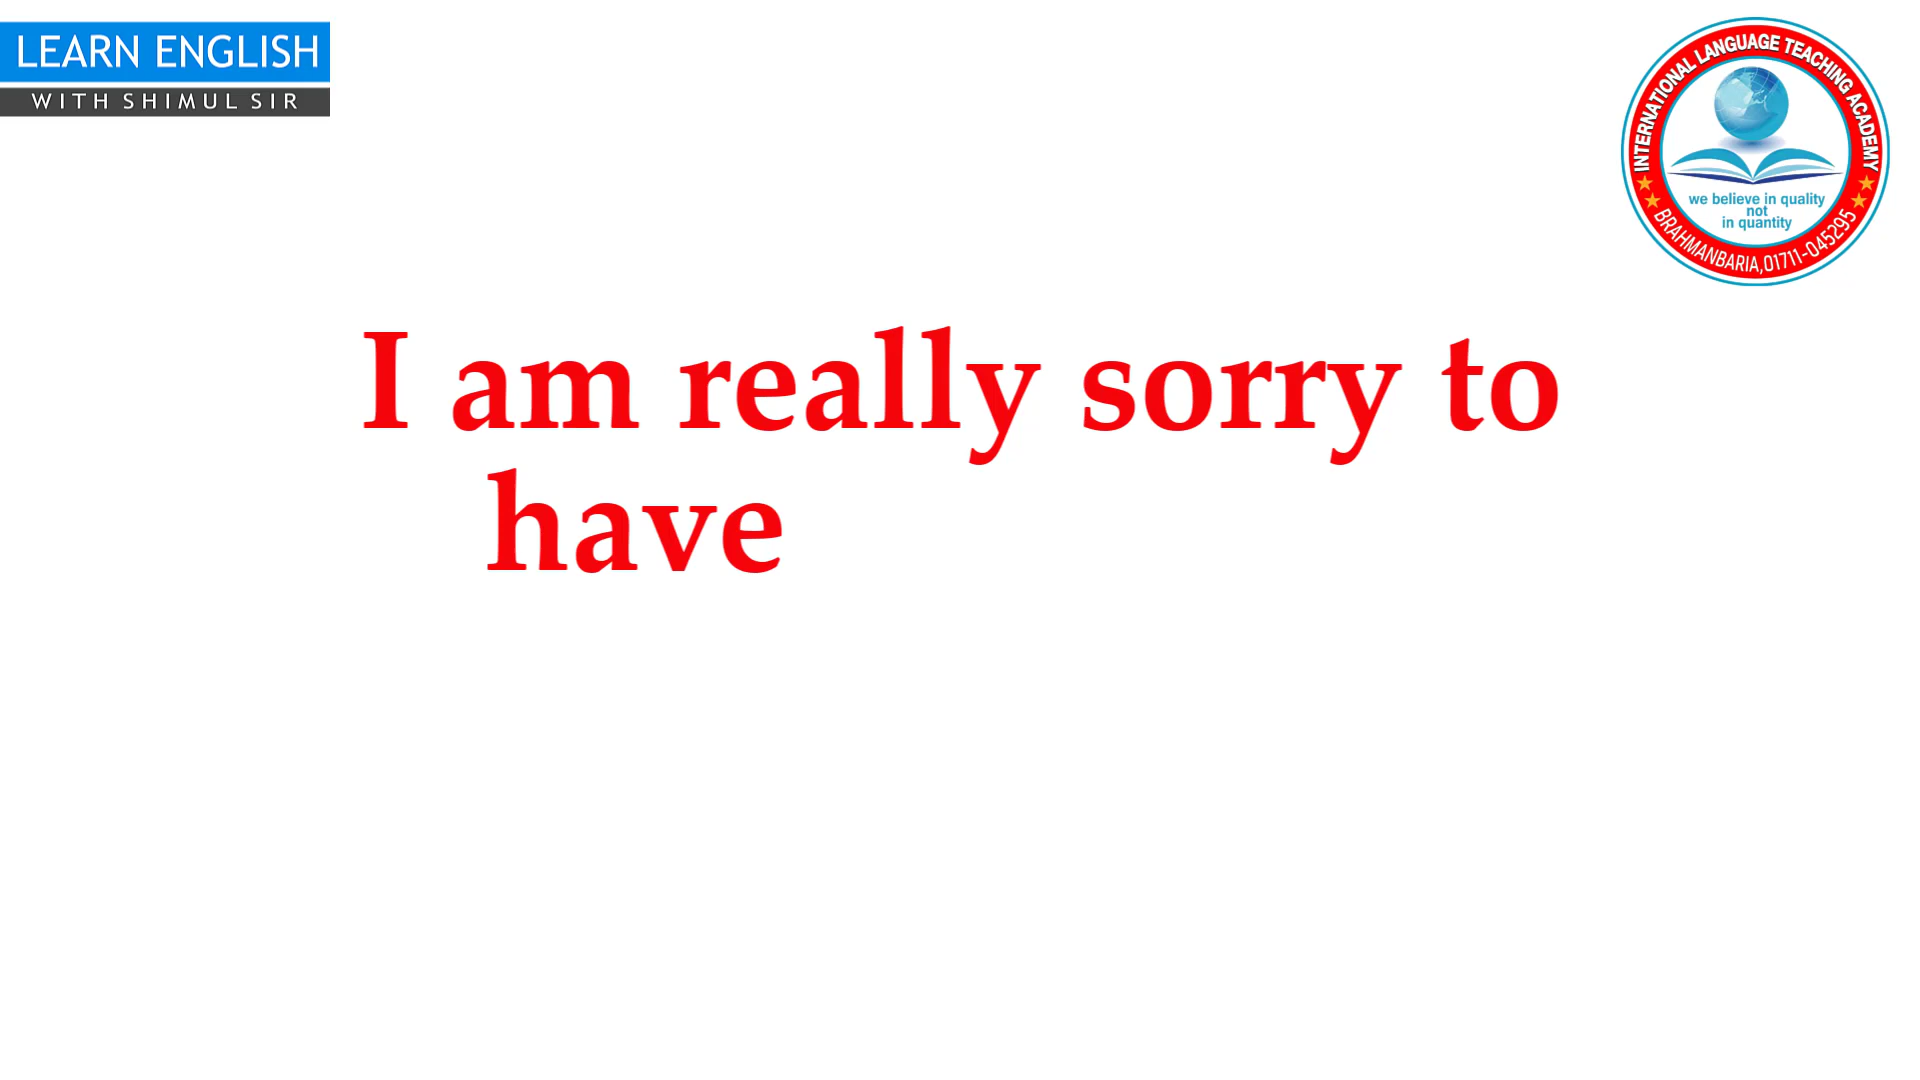 LEARN ENGLISH
WITH SHIMUL SIR
INTERNATIONAL LANGUAGE TEACHING ACADEMY
we believe in quality
not
in quantity
BRAHMANBARIA,01711-045295
I am really sorry to
have